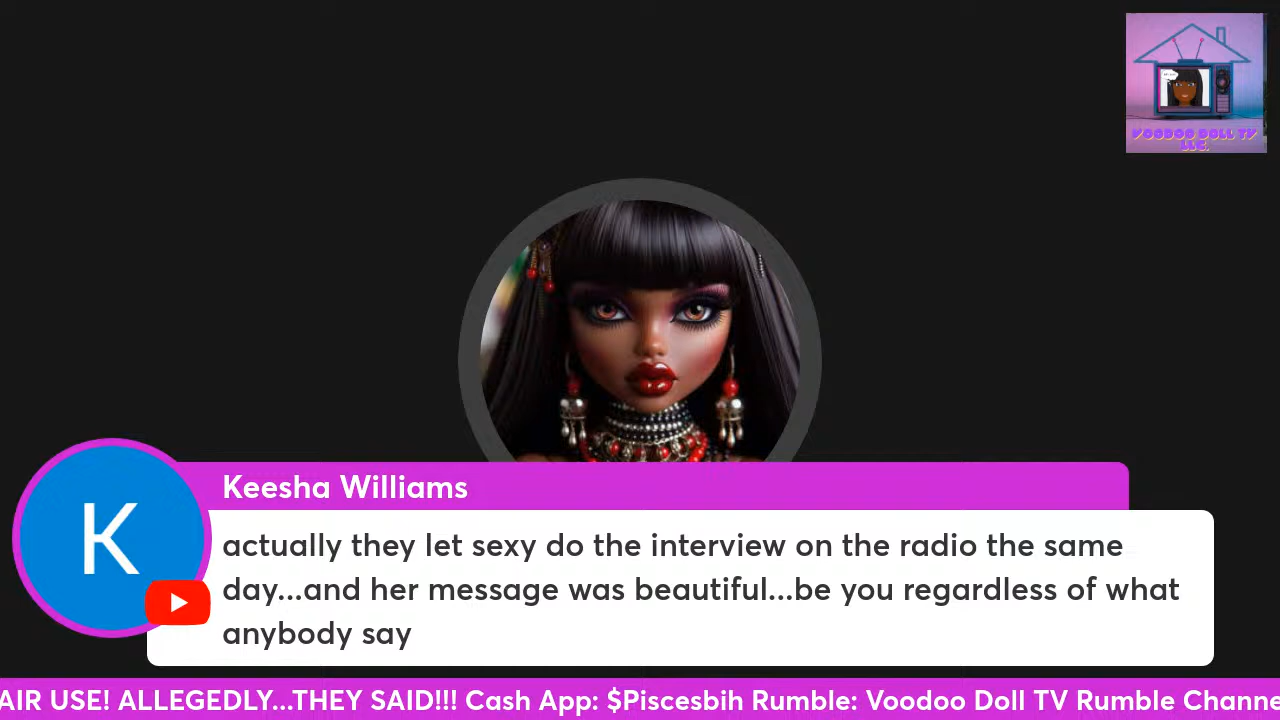 VOODOO DOLL TV
LLC.
K
Keesha Williams
actually they let sexy do the interview on the radio the same
day...and her message was beautiful...be you regardless of what
anybody say
AIR USE! ALLEGEDLY...THEY SAID!!! Cash App: $Piscesbih Rumble: Voodoo Doll TV Rumble Channe